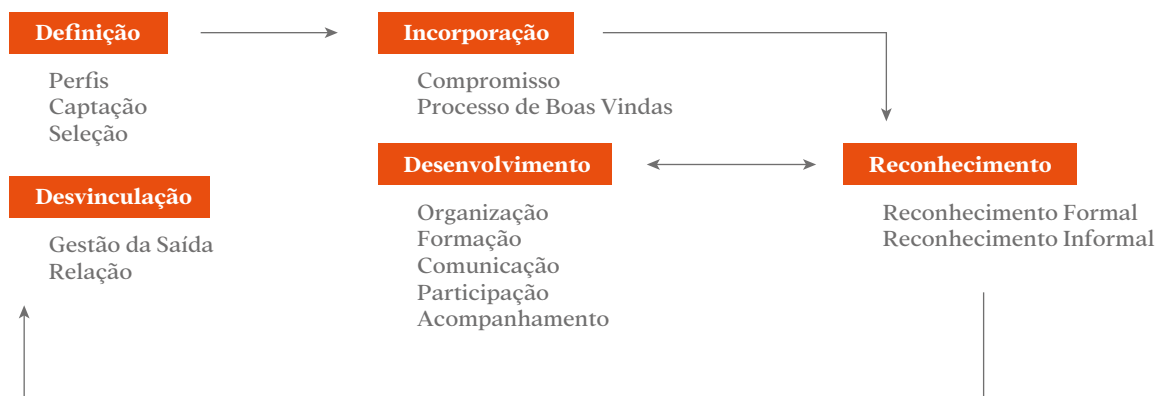 Definição
Perfis
Captação
Seleção
Incorporação
Compromisso
Processo de Boas Vindas
Desenvolvimento
Organização
Formação
Comunicação
Participação
Acompanhamento
Reconhecimento
Reconhecimento Formal
Reconhecimento Informal
Desvinculação
Gestão da Saída
Relação